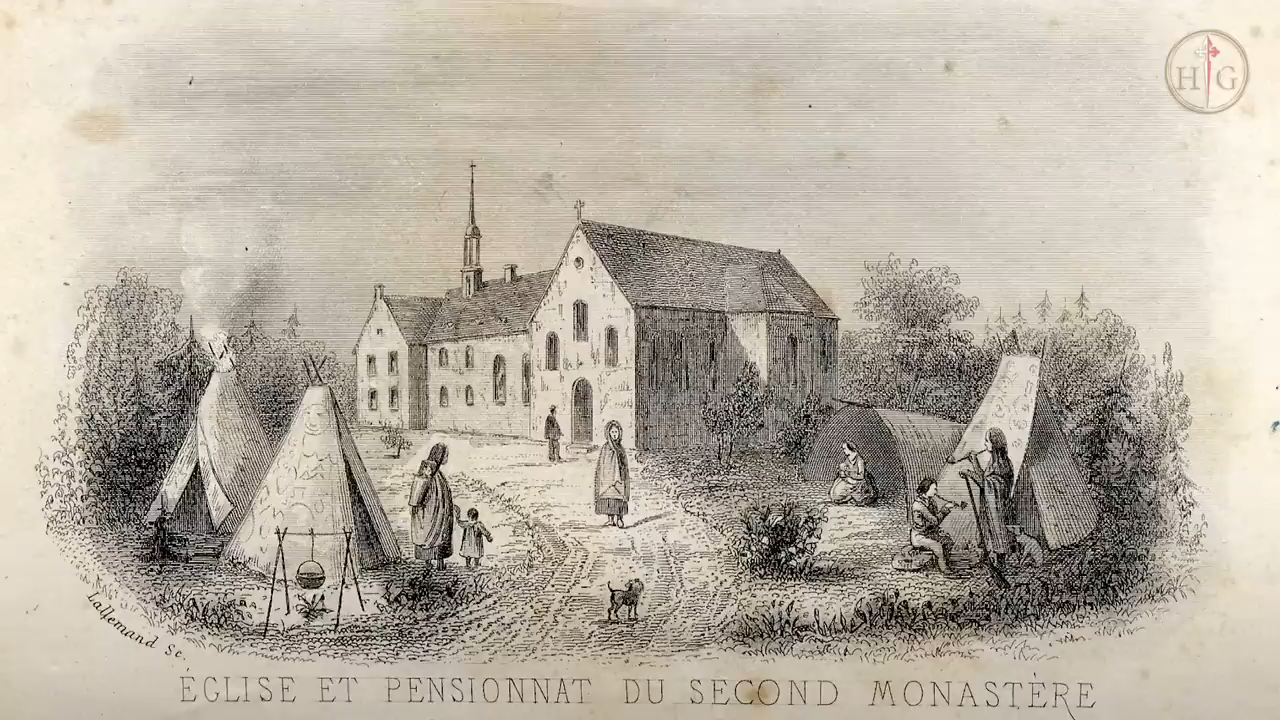 H G
Lallemand Sc.
ÉGLISE ET PENSIONNAT DU SECOND MONASTÈRE